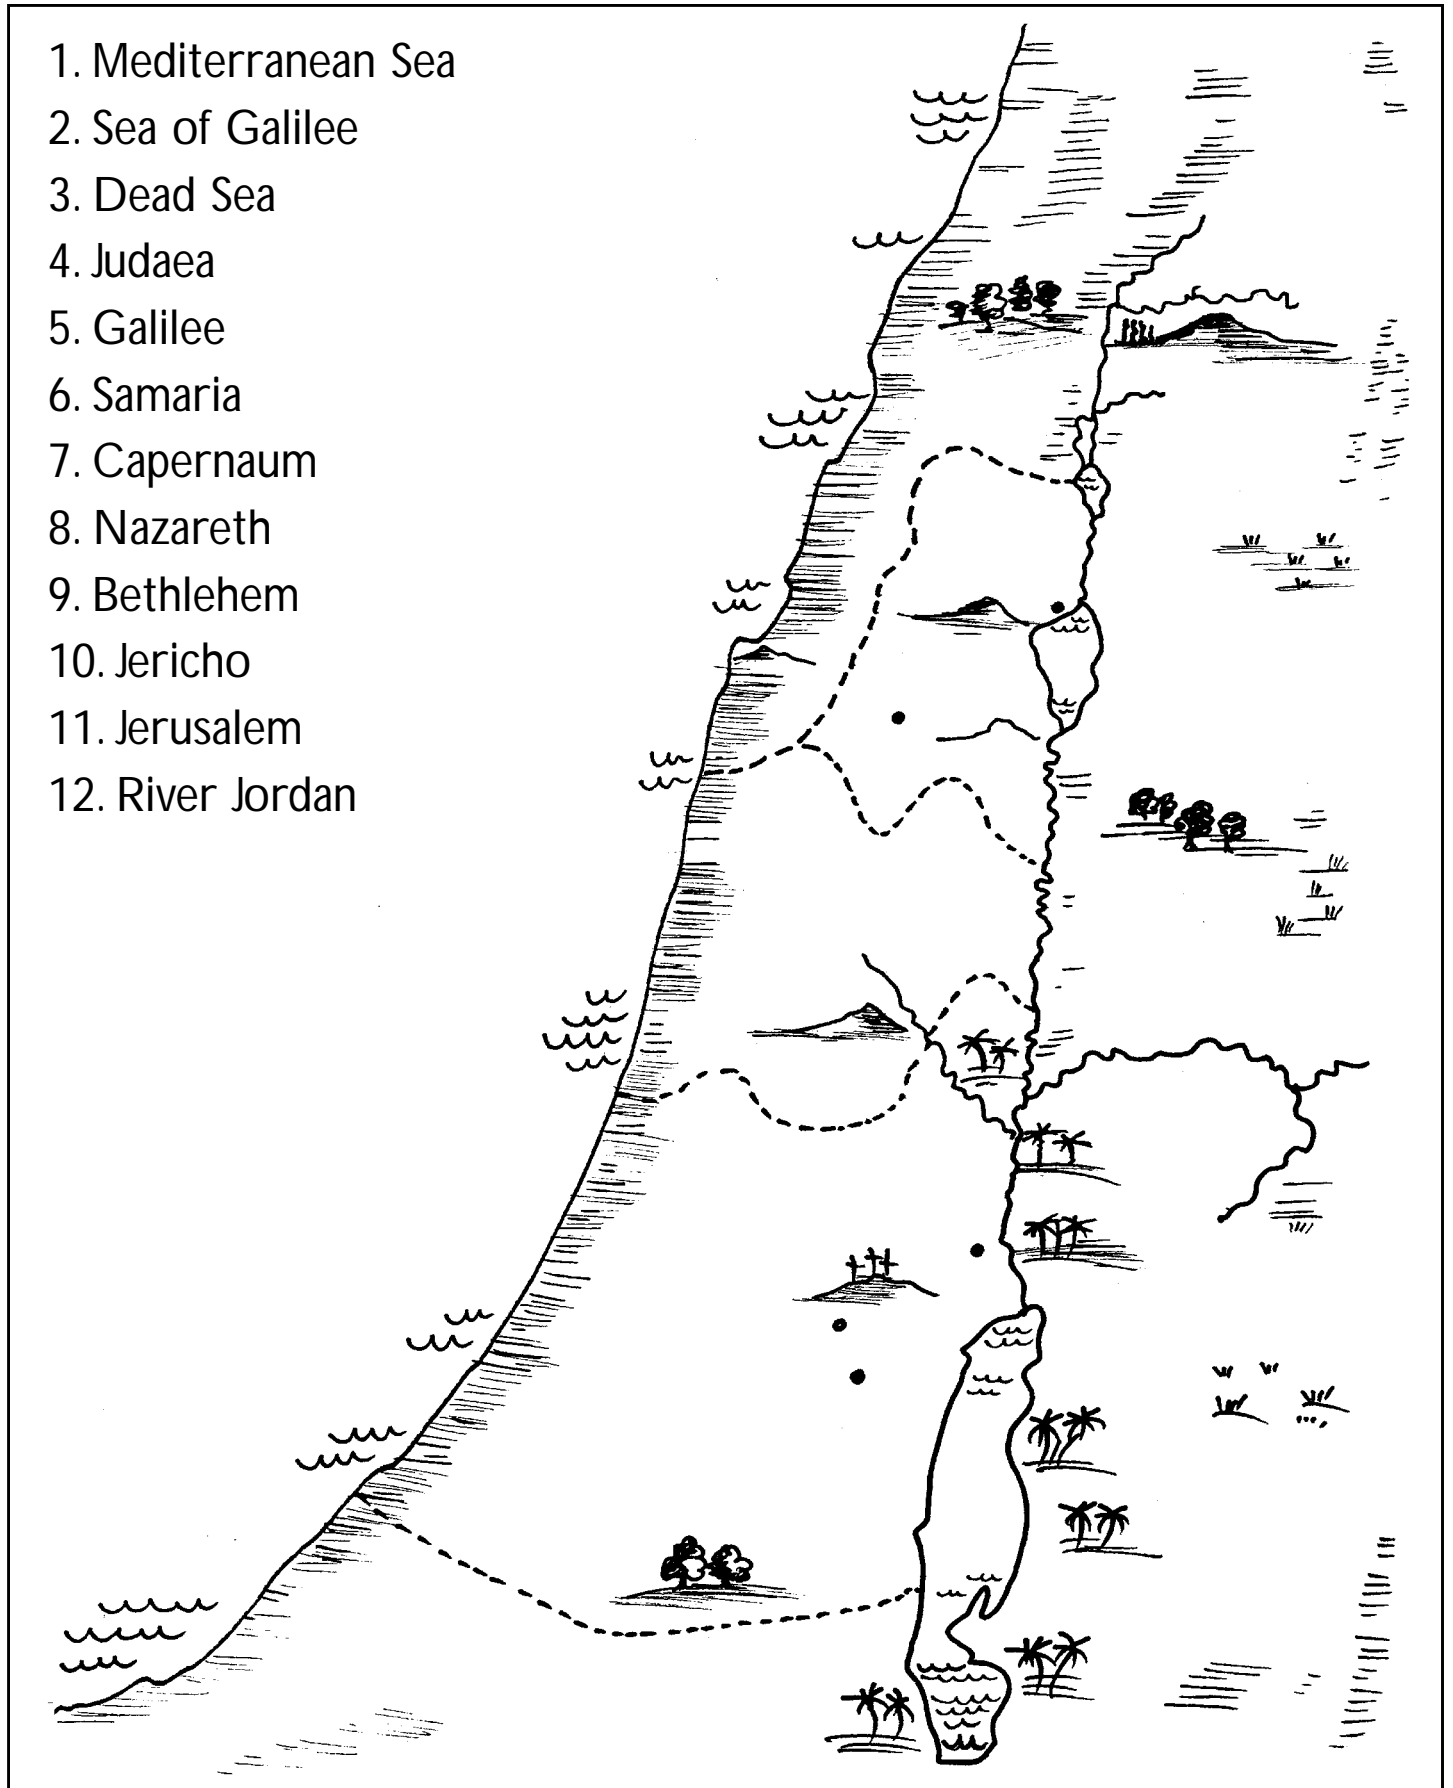 1. Mediterranean Sea
2. Sea of Galilee
3. Dead Sea
4. Judaea
5. Galilee
6. Samaria
7. Capernaum
8. Nazareth
9. Bethlehem
10. Jericho
11. Jerusalem
12. River Jordan